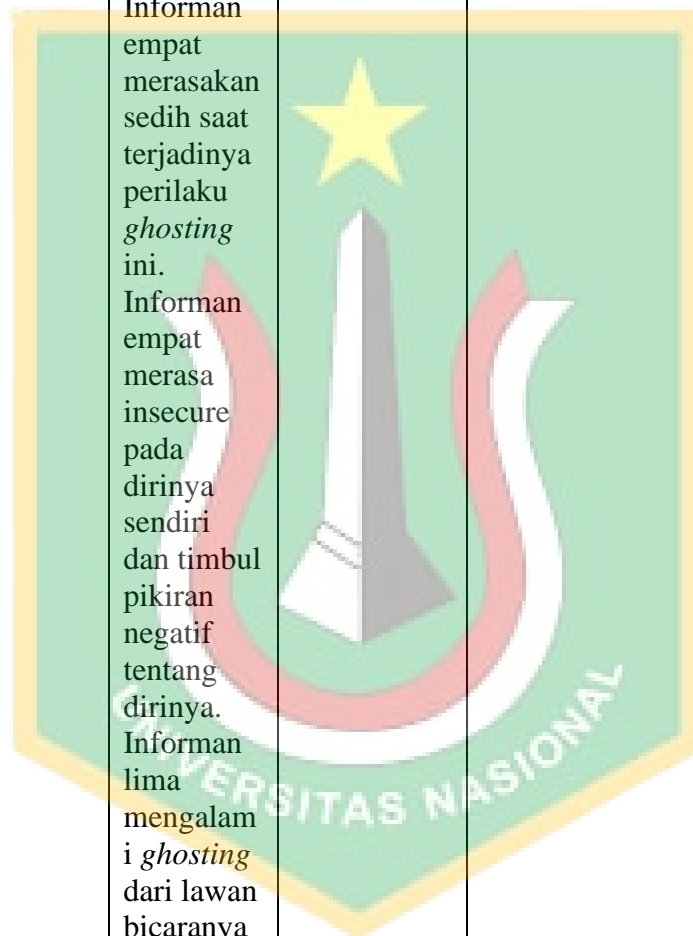 Informan
empat
merasakan
sedih saat
terjadinya
perilaku
ghosting
ini.
Informan
empat
merasa
insecure
pada
dirinya
sendiri
dan timbul
pikiran
negatif
tentang
dirinya.
Informan
lima
mengalam
i ghosting
dari lawan
bicaranya
UNIVERSITAS NASIONAL